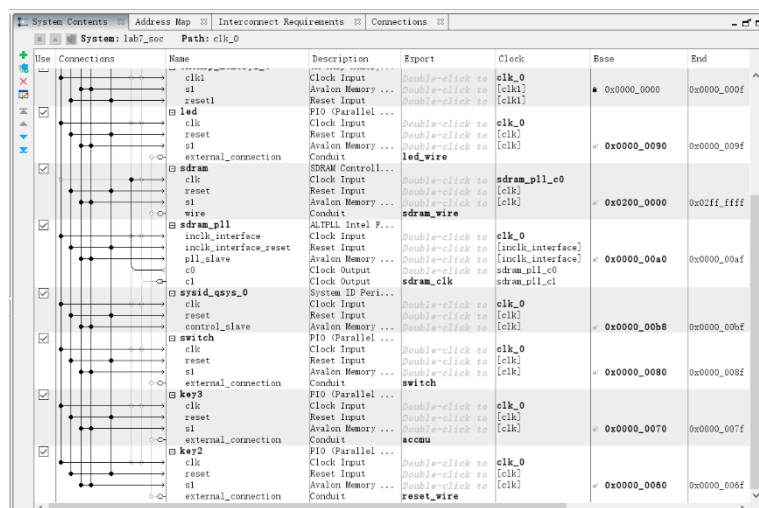 System Contents Address Map Interconnect Requirements Connections
System: lab7_soc Path: clk_0
Use Connections Name Description Export Clock Base End
clk1 Clock Input Double-click to clk_0
s1 Avalon Memory ... Double-click to [clk1] 0x0000_0000 0x0000_000f
reset1 Reset Input Double-click to [clk1]
led PIO (Parallel ...
clk Clock Input Double-click to clk_0
reset Reset Input Double-click to [clk]
s1 Avalon Memory ... Double-click to [clk] 0x0000_0090 0x0000_009f
external_connection Conduit led_wire
sdram SDRAM Controll...
clk Clock Input Double-click to sdram_pll_c0
reset Reset Input Double-click to [clk]
s1 Avalon Memory ... Double-click to [clk] 0x0200_0000 0x02ff_ffff
wire Conduit sdram_wire
sdram_pll ALTPLL Intel F...
inclk_interface Clock Input Double-click to clk_0
inclk_interface_reset Reset Input Double-click to [inclk_interface]
pll_slave Avalon Memory ... Double-click to [inclk_interface] 0x0000_00a0 0x0000_00af
c0 Clock Output Double-click to sdram_pll_c0
c1 Clock Output sdram_clk sdram_pll_c1
sysid_qsys_0 System ID Peri...
clk Clock Input Double-click to clk_0
reset Reset Input Double-click to [clk]
control_slave Avalon Memory ... Double-click to [clk] 0x0000_00b8 0x0000_00bf
switch PIO (Parallel ...
clk Clock Input Double-click to clk_0
reset Reset Input Double-click to [clk]
s1 Avalon Memory ... Double-click to [clk] 0x0000_0080 0x0000_008f
external_connection Conduit switch
key3 PIO (Parallel ...
clk Clock Input Double-click to clk_0
reset Reset Input Double-click to [clk]
s1 Avalon Memory ... Double-click to [clk] 0x0000_0070 0x0000_007f
external_connection Conduit accmu
key2 PIO (Parallel ...
clk Clock Input Double-click to clk_0
reset Reset Input Double-click to [clk]
s1 Avalon Memory ... Double-click to [clk] 0x0000_0060 0x0000_006f
external_connection Conduit reset_wire